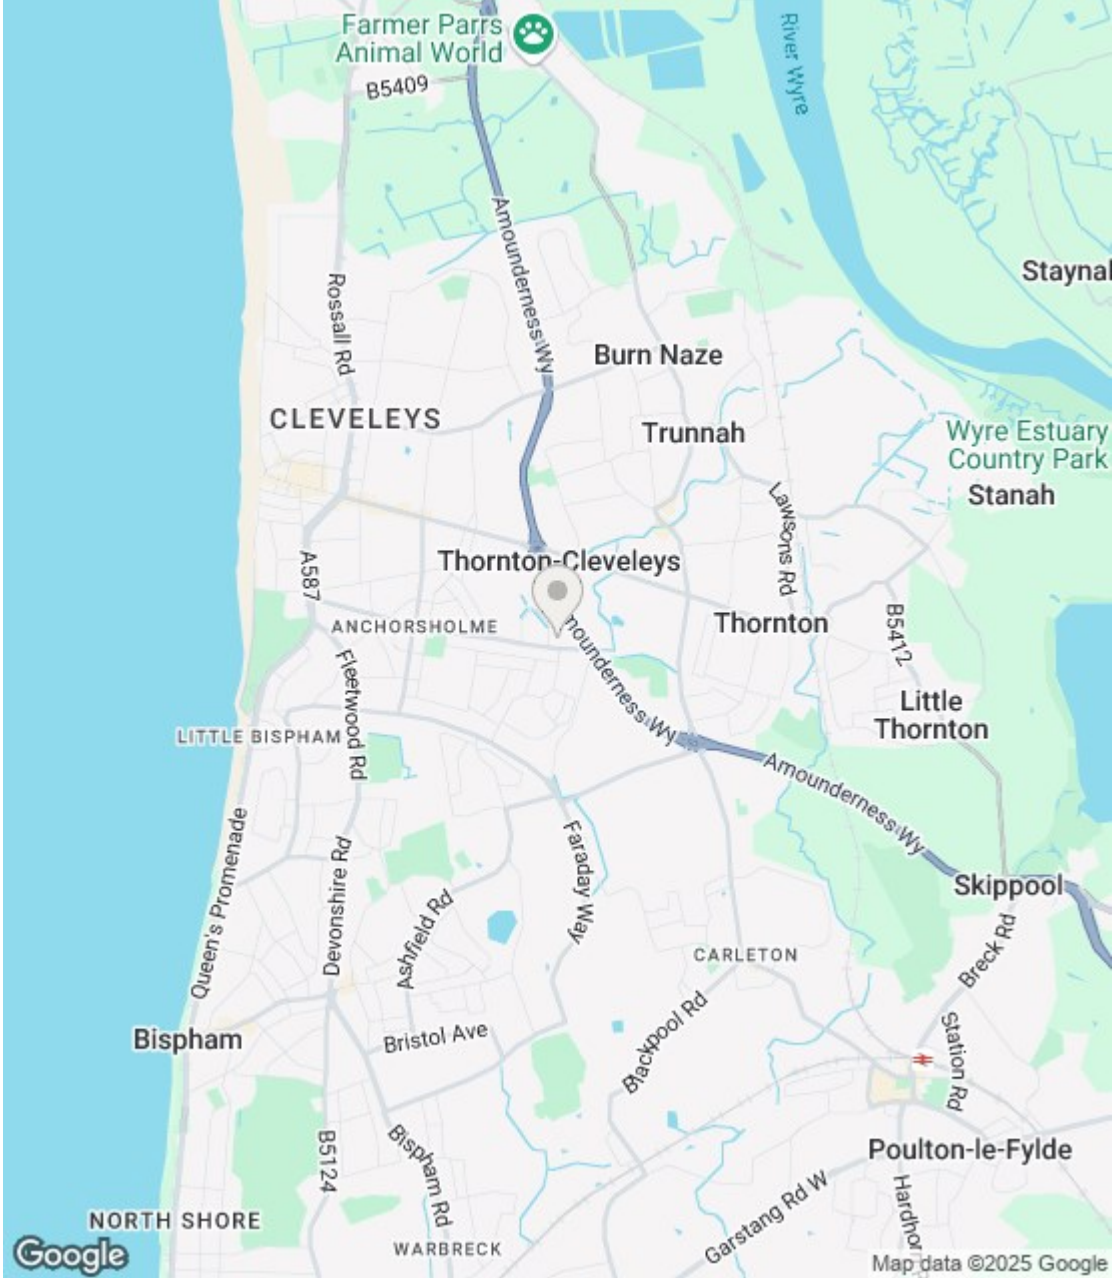 Farmer Parrs
Animal World
River Wyre
B5409
Amounderness Wy
Staynal
Rossall Rd
Burn Naze
CLEVELEYS
Trunnah
Wyre Estuary
Country Park
Stanah
Lawsons Rd
Thornton-Cleveleys
A587
ANCHORSHOLME
Thornton
B5412
mounderness Wy
Fleetwood Rd
Little
Thornton
LITTLE BISPHAM
Amounderness Wy
Queen's Promenade
Faraday Way
Devonshire Rd
Skippool
Ashfield Rd
CARLETON
Breck Rd
Bispham
Bristol Ave
Blackpool Rd
Station Rd
B5124
Bispham Rd
Poulton-le-Fylde
Garstang Rd W
Hardhor
NORTH SHORE
WARBRECK
Google
Map data ©2025 Google